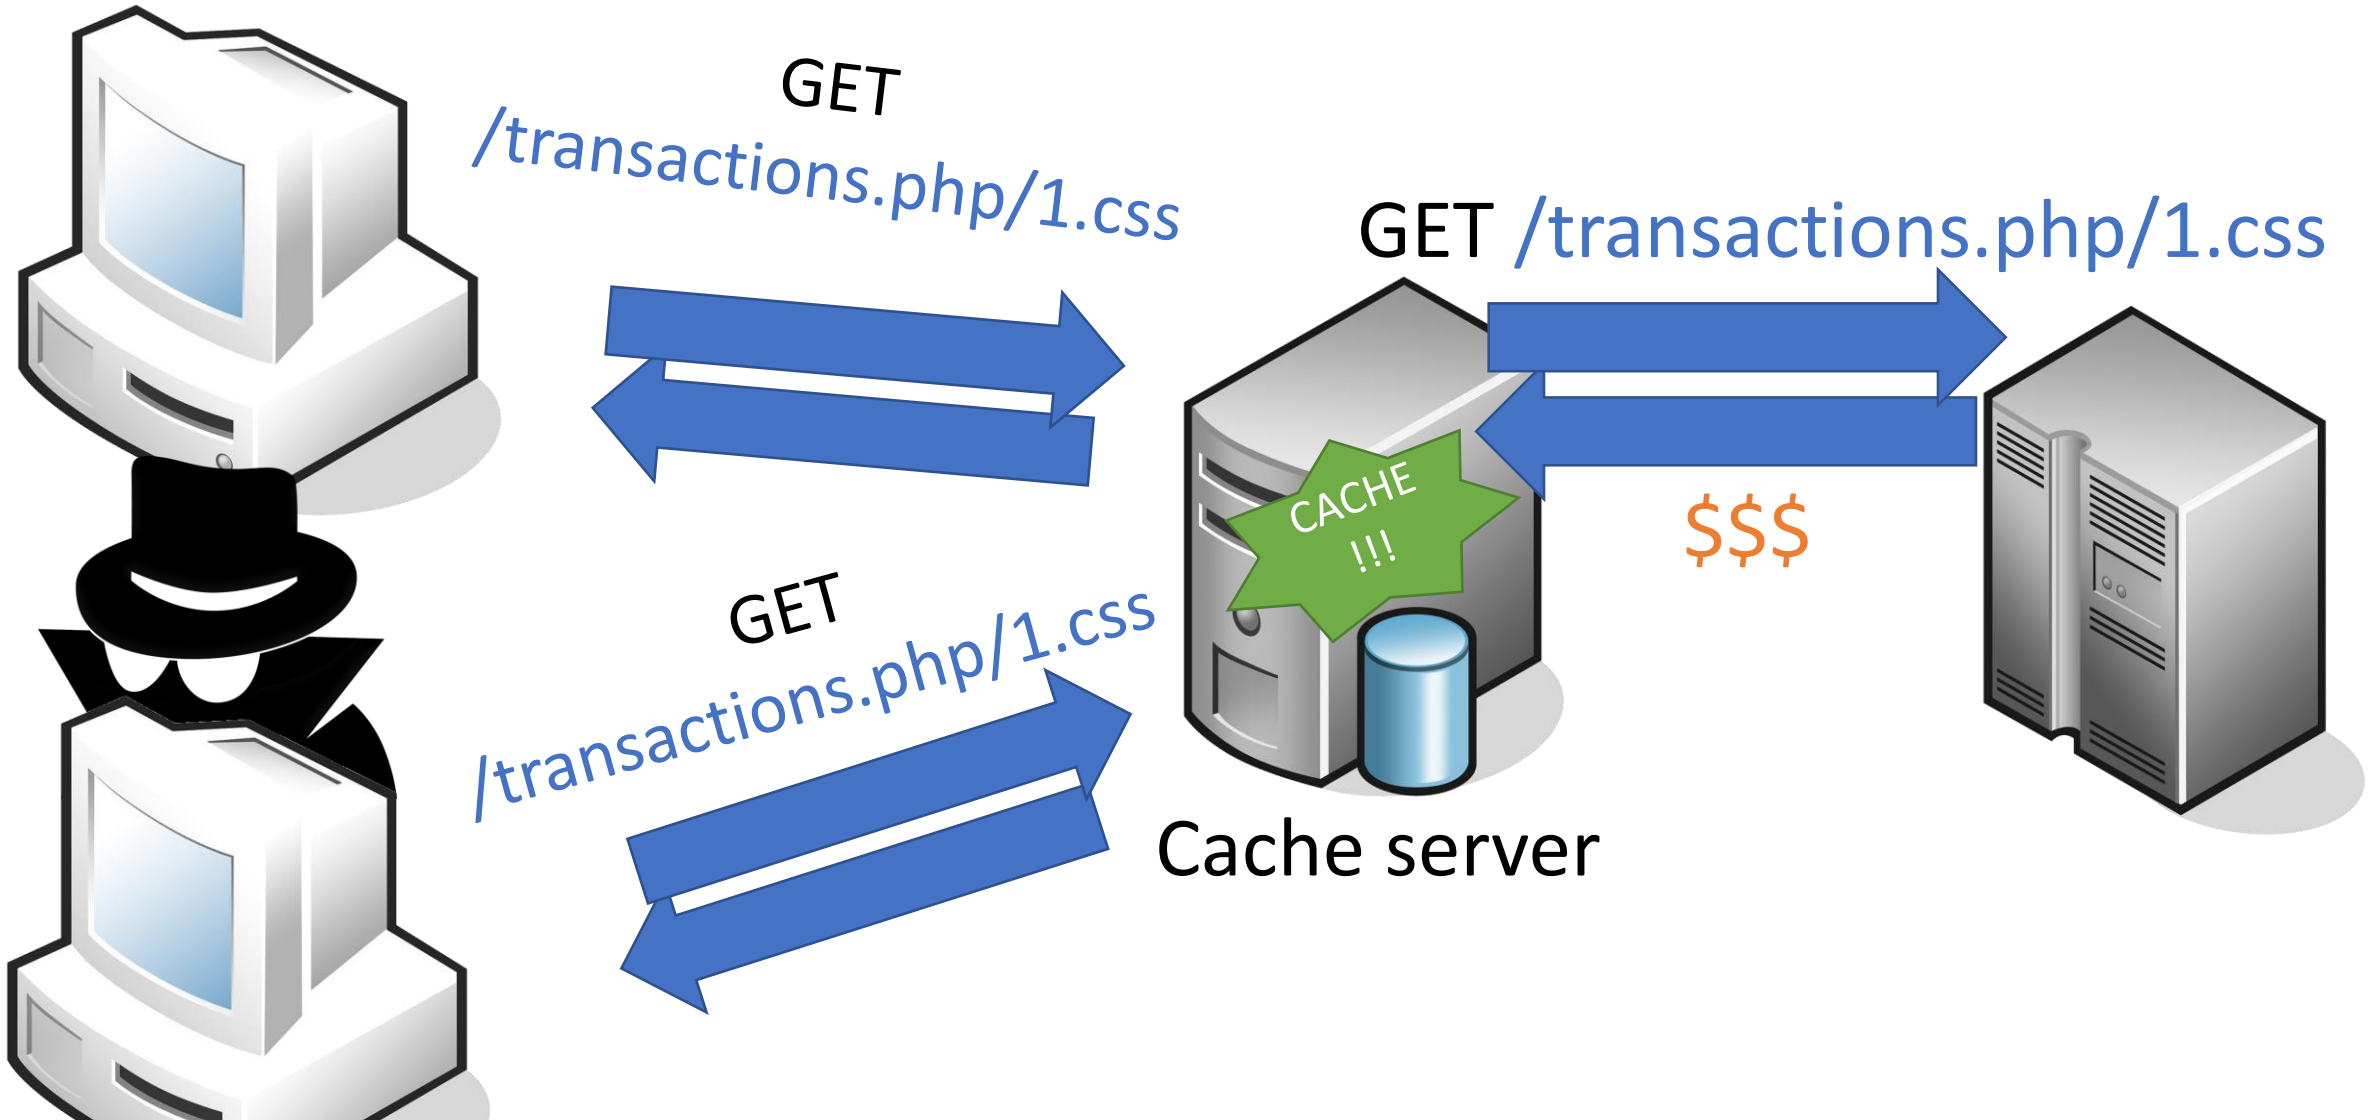 GET
/transactions.php/1.css
GET /transactions.php/1.css
CACHE
!!!
$$$
GET
/transactions.php/1.css
Cache server